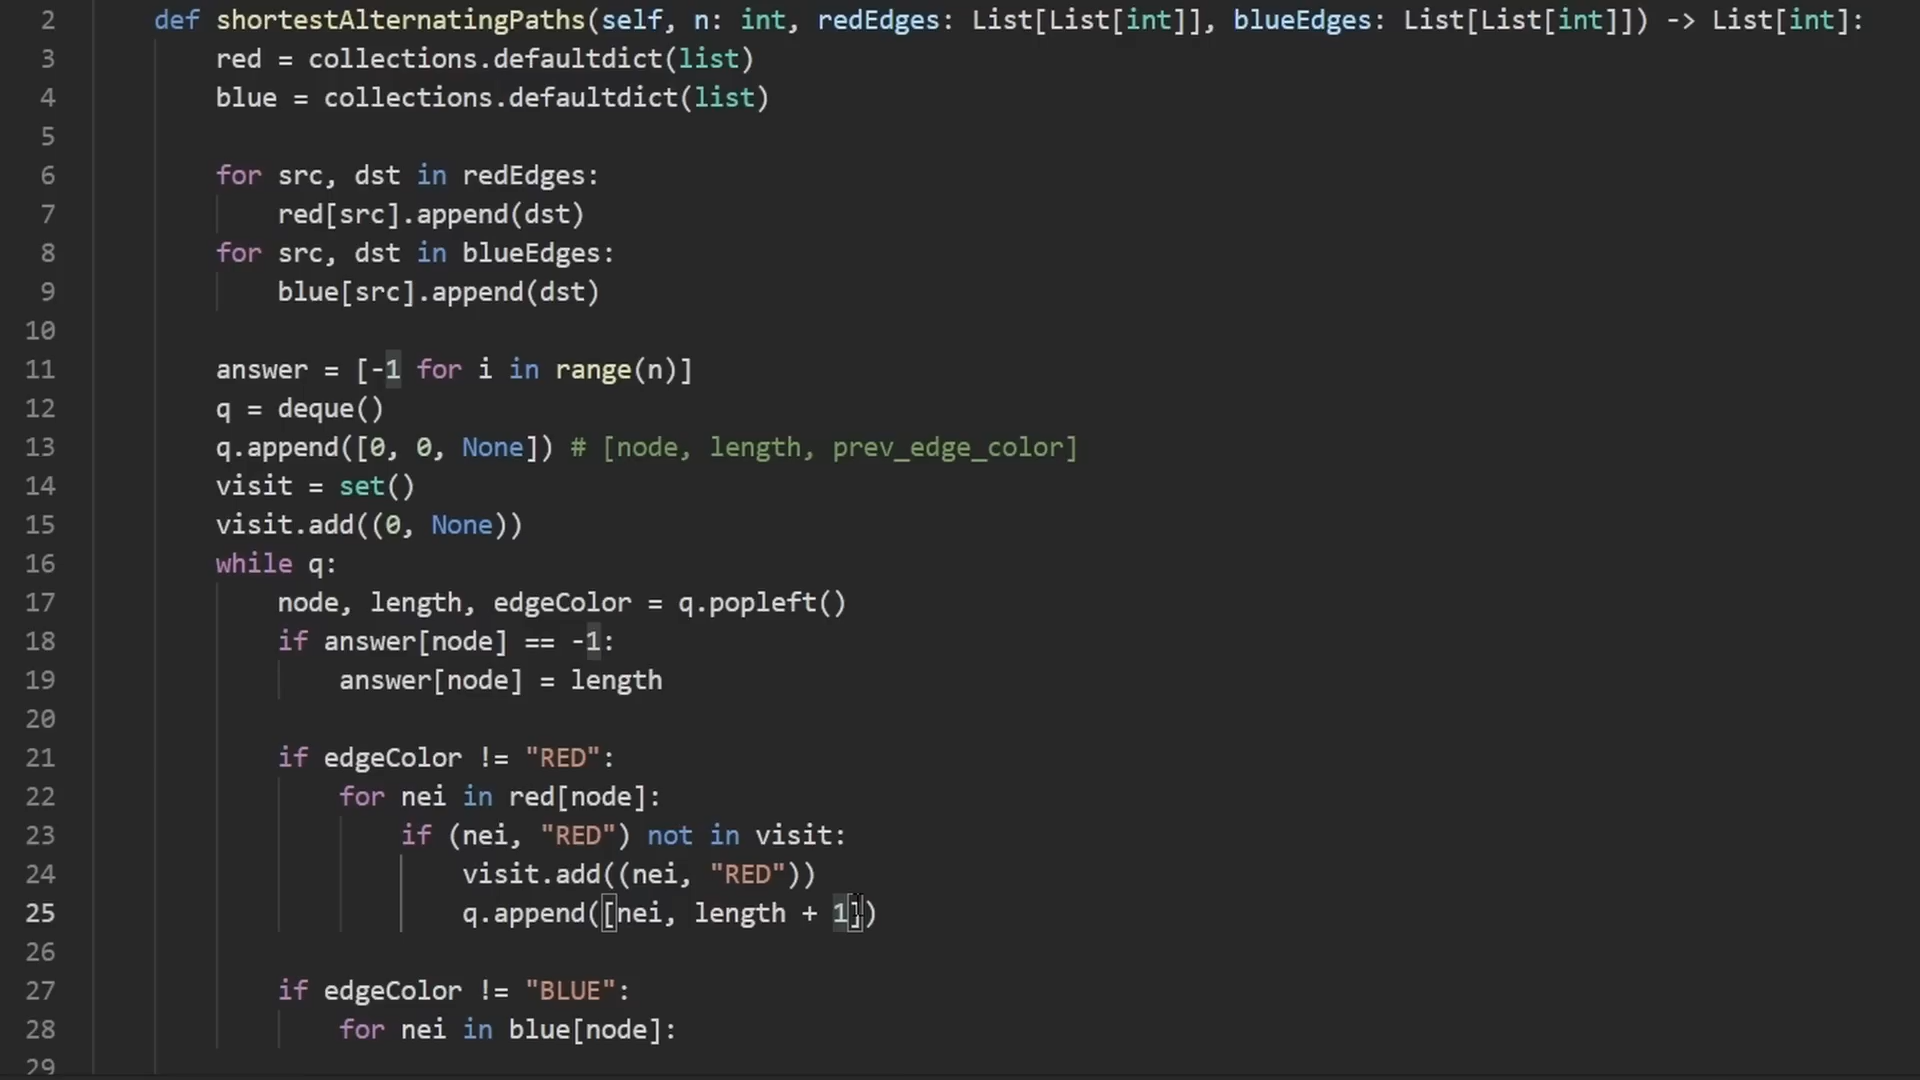 2 def shortestAlternatingPaths(self, n: int, redEdges: List[List[int]], blueEdges: List[List[int]]) -> List[int]:
3 red = collections.defaultdict(list)
4 blue = collections.defaultdict(list)
5
6 for src, dst in redEdges:
7 red[src].append(dst)
8 for src, dst in blueEdges:
9 blue[src].append(dst)
10
11 answer = [-1 for i in range(n)]
12 q = deque()
13 q.append([0, 0, None]) # [node, length, prev_edge_color]
14 visit = set()
15 visit.add((0, None))
16 while q:
17 node, length, edgeColor = q.popleft()
18 if answer[node] == -1:
19 answer[node] = length
20
21 if edgeColor != "RED":
22 for nei in red[node]:
23 if (nei, "RED") not in visit:
24 visit.add((nei, "RED"))
25 q.append([nei, length + 1])
26
27 if edgeColor != "BLUE":
28 for nei in blue[node]:
29